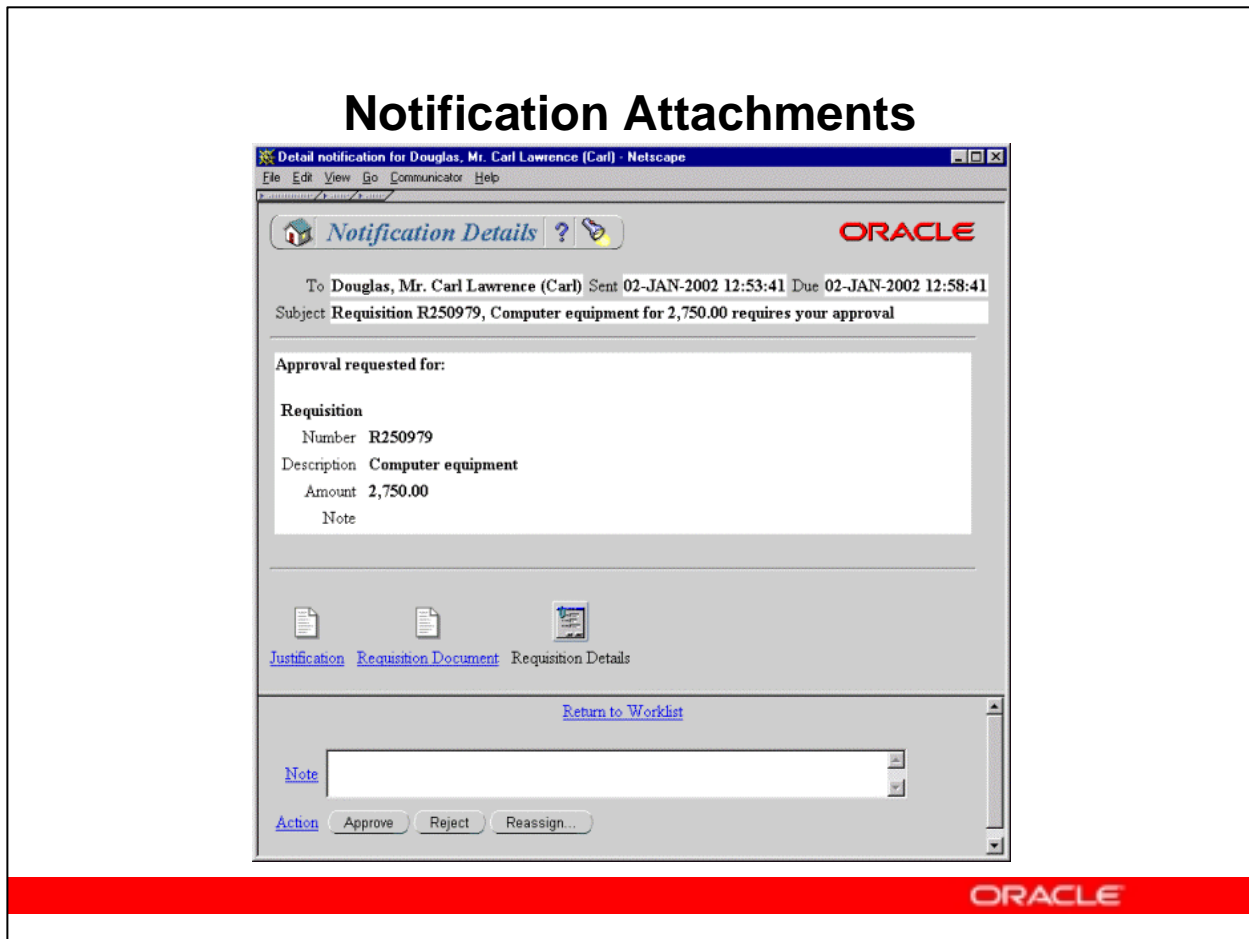 Notification Attachments
Detail notification for Douglas, Mr. Carl Lawrence (Carl) - Netscape
File Edit View Go Communicator Help
Notification Details ? ORACLE
To Douglas, Mr. Carl Lawrence (Carl) Sent 02-JAN-2002 12:53:41 Due 02-JAN-2002 12:58:41
Subject Requisition R250979, Computer equipment for 2,750.00 requires your approval
Approval requested for:
Requisition
Number R250979
Description Computer equipment
Amount 2,750.00
Note
Justification Requisition Document Requisition Details
Return to Worklist
Note
Action Approve Reject Reassign...
ORACLE